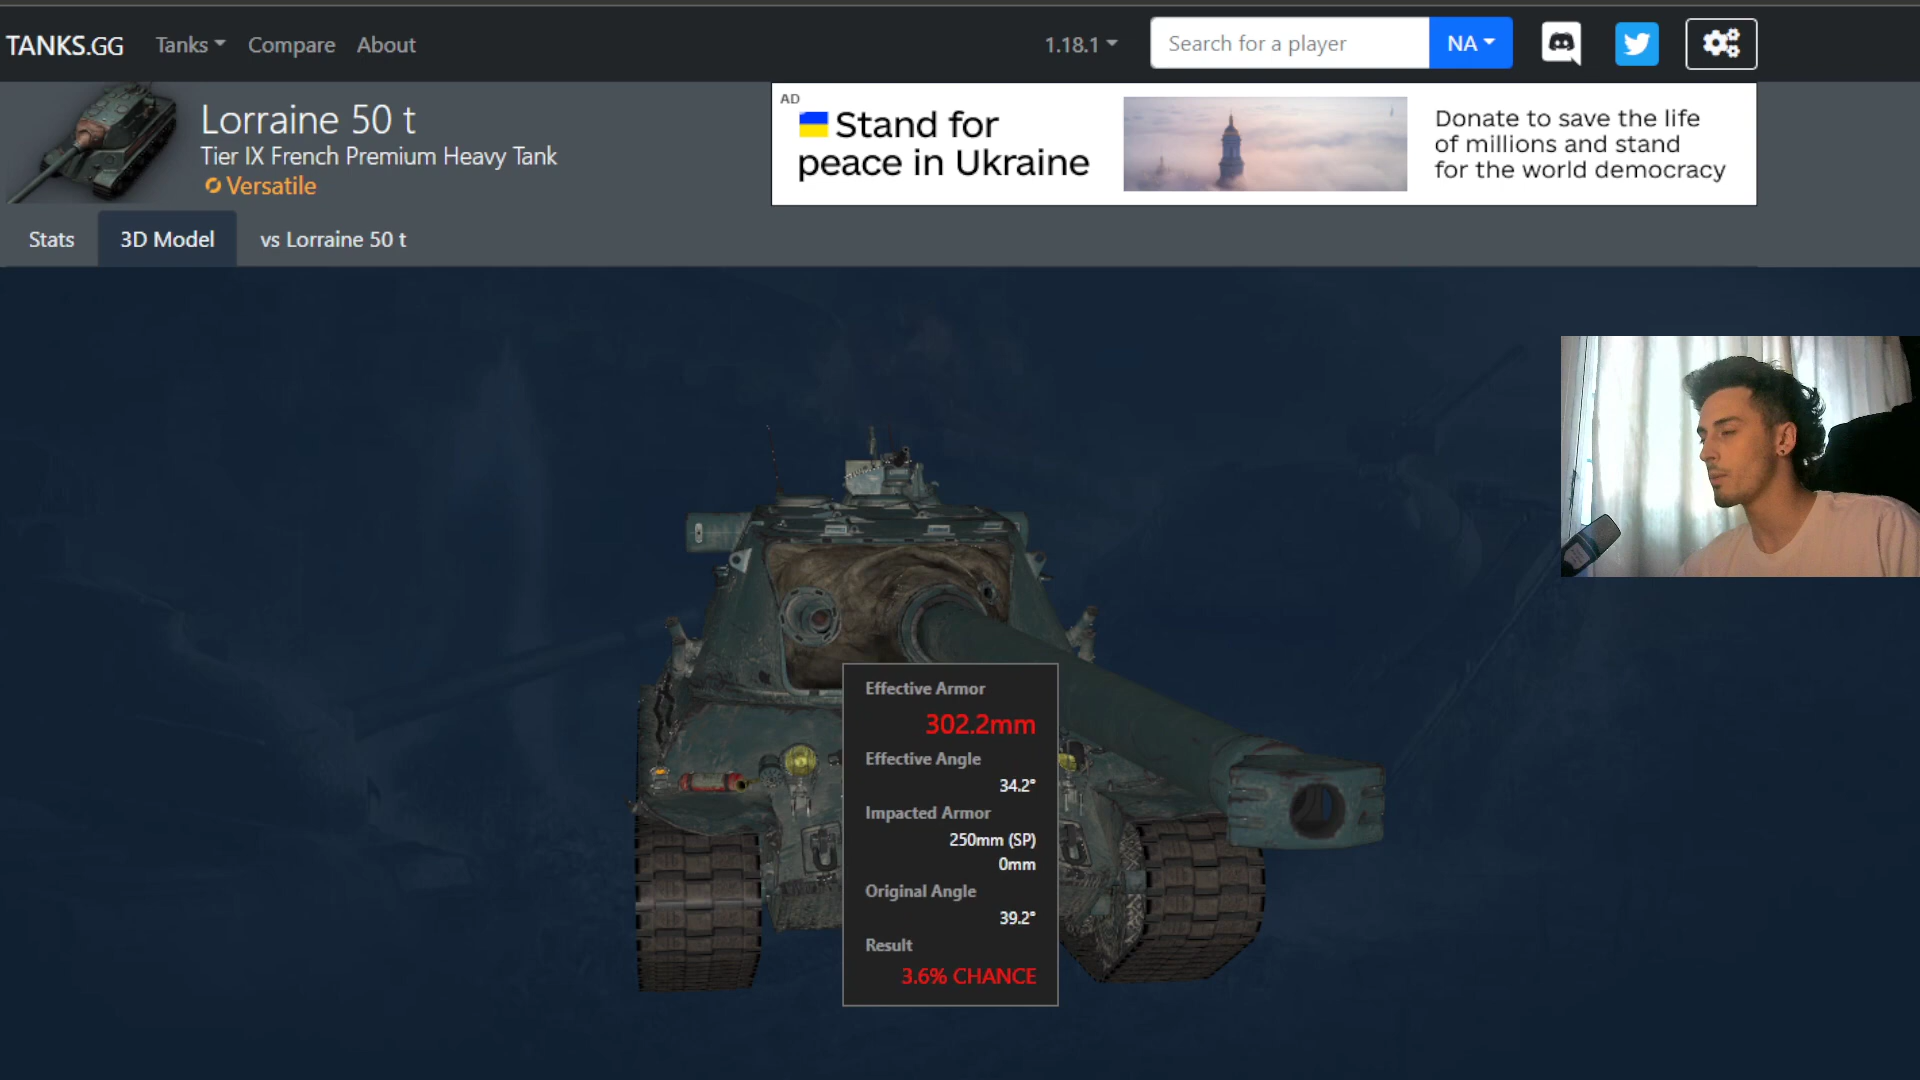 TANKS.GG
Tanks
Compare
About
1.18.1
Search for a player
NA
Lorraine 50 t
Tier IX French Premium Heavy Tank
Versatile
AD
Stand for
peace in Ukraine
Donate to save the life
of millions and stand
for the world democracy
Stats
3D Model
vs Lorraine 50 t
Effective Armor
302.2mm
Effective Angle
34.2°
Impacted Armor
250mm (SP)
0mm
Original Angle
39.2°
Result
3.6% CHANCE